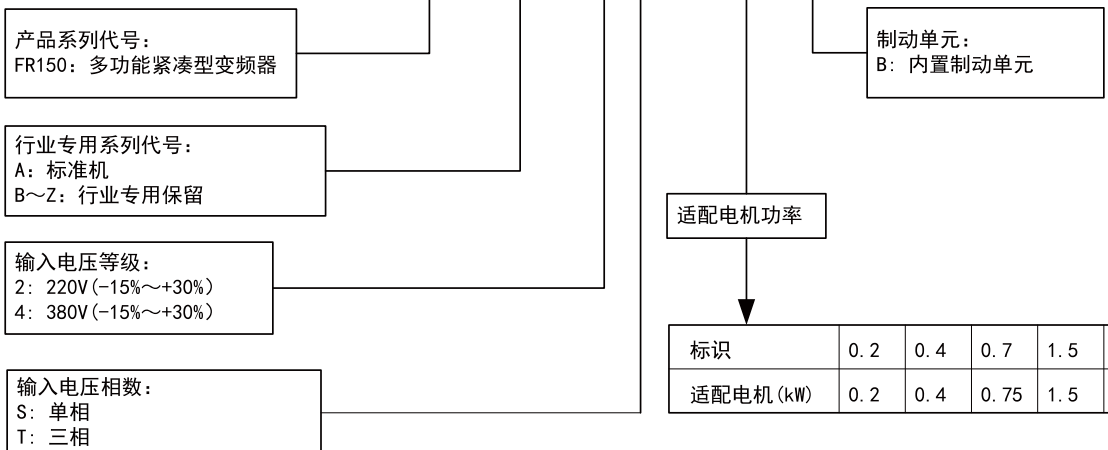 产品系列代号：
FR150：多功能紧凑型变频器
制动单元：
B: 内置制动单元
行业专用系列代号：
A：标准机
B～Z：行业专用保留
适配电机功率
输入电压等级：
2: 220V(-15%～+30%)
4: 380V(-15%～+30%)
标识 0.2 0.4 0.7 1.5
适配电机(kW) 0.2 0.4 0.75 1.5
输入电压相数：
S: 单相
T: 三相